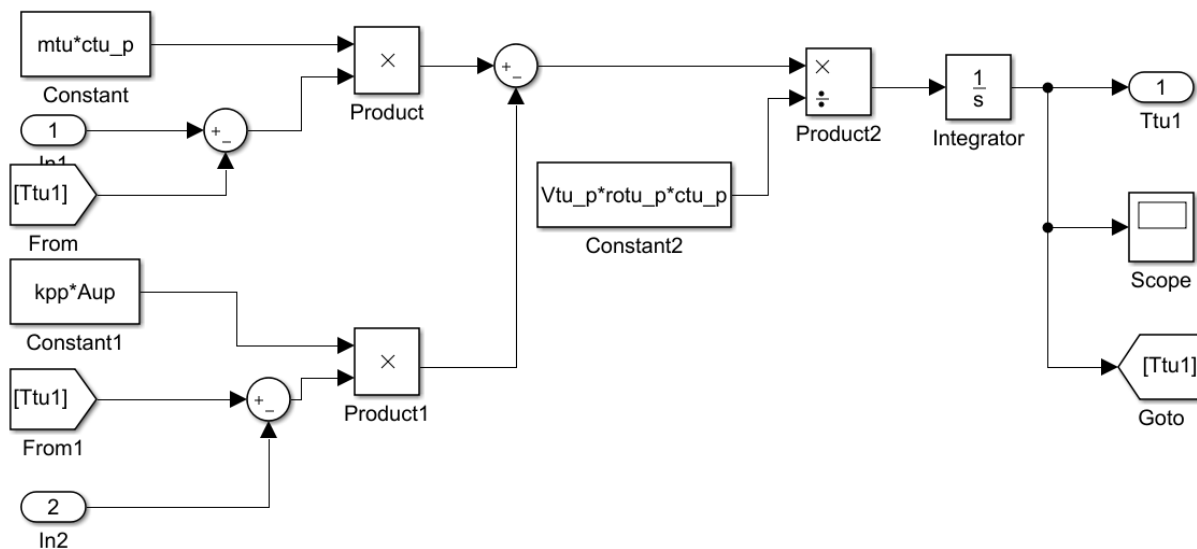 mtu*ctu_p
Constant
×
Product
+
−
1
In1
+
−
[Ttu1]
From
×
÷
Product2
1
s
Integrator
1
Ttu1
Vtu_p*rotu_p*ctu_p
Constant2
Scope
kpp*Aup
Constant1
×
Product1
[Ttu1]
From1
+
−
[Ttu1]
Goto
2
In2